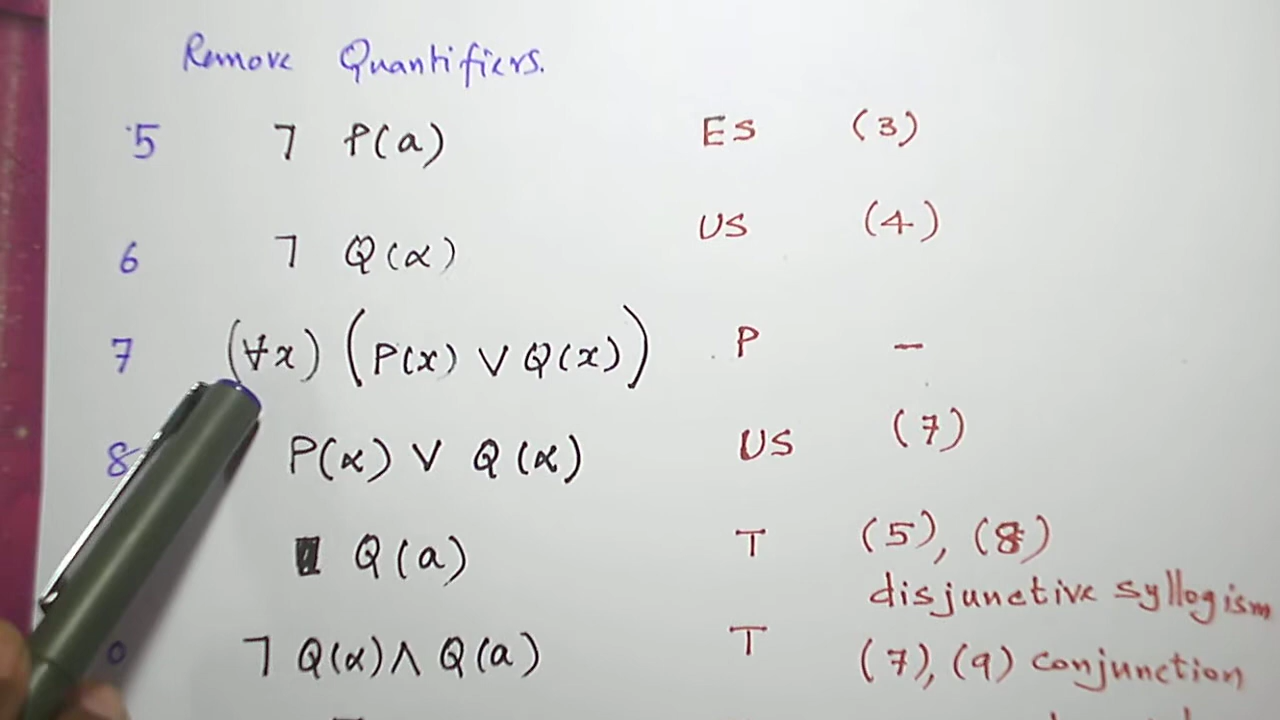 Remove Quantifiers.
5 ⅂ P(a) ES (3)
6 ⅂ Q(α) US (4)
7 (∀x) (P(x) ∨ Q(x)) P —
8 P(α) ∨ Q(α) US (7)
Q(a) T (5), (8)
disjunctive syllogism
0 ⅂ Q(α) ∧ Q(a) T (7), (9) conjunction